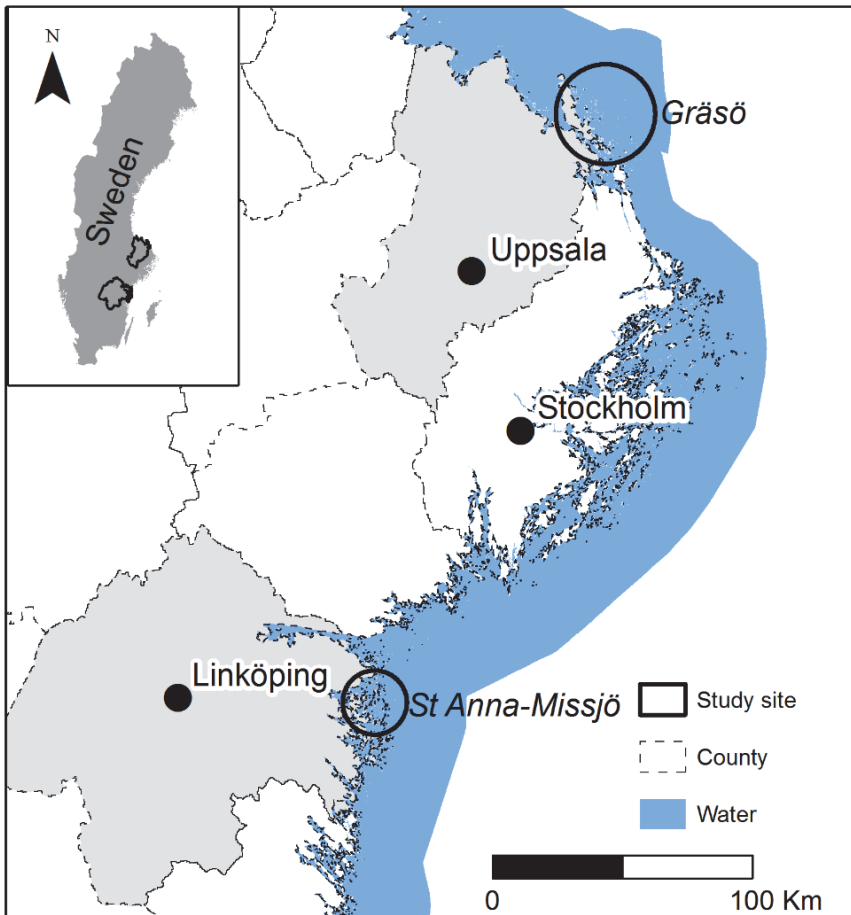 N
Sweden
Gräsö
Uppsala
Stockholm
Linköping
St Anna-Missjö
Study site
County
Water
0 100 Km